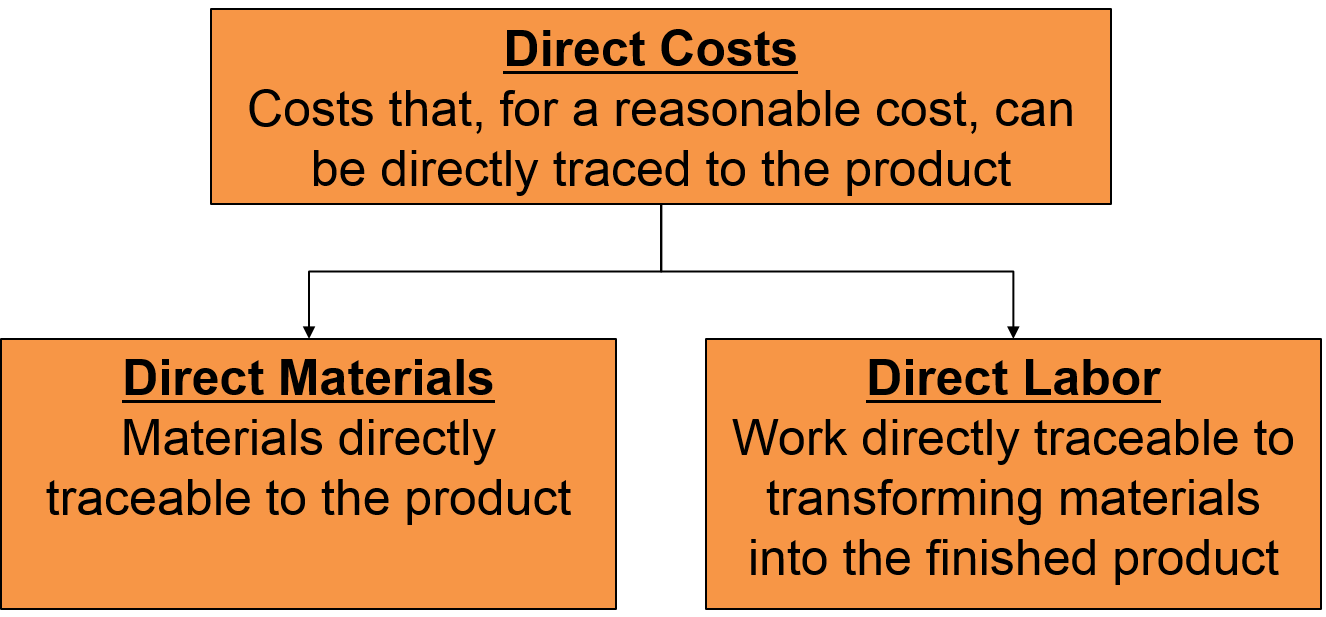 Direct Costs
Costs that, for a reasonable cost, can
be directly traced to the product
Direct Materials
Materials directly
traceable to the product
Direct Labor
Work directly traceable to
transforming materials
into the finished product